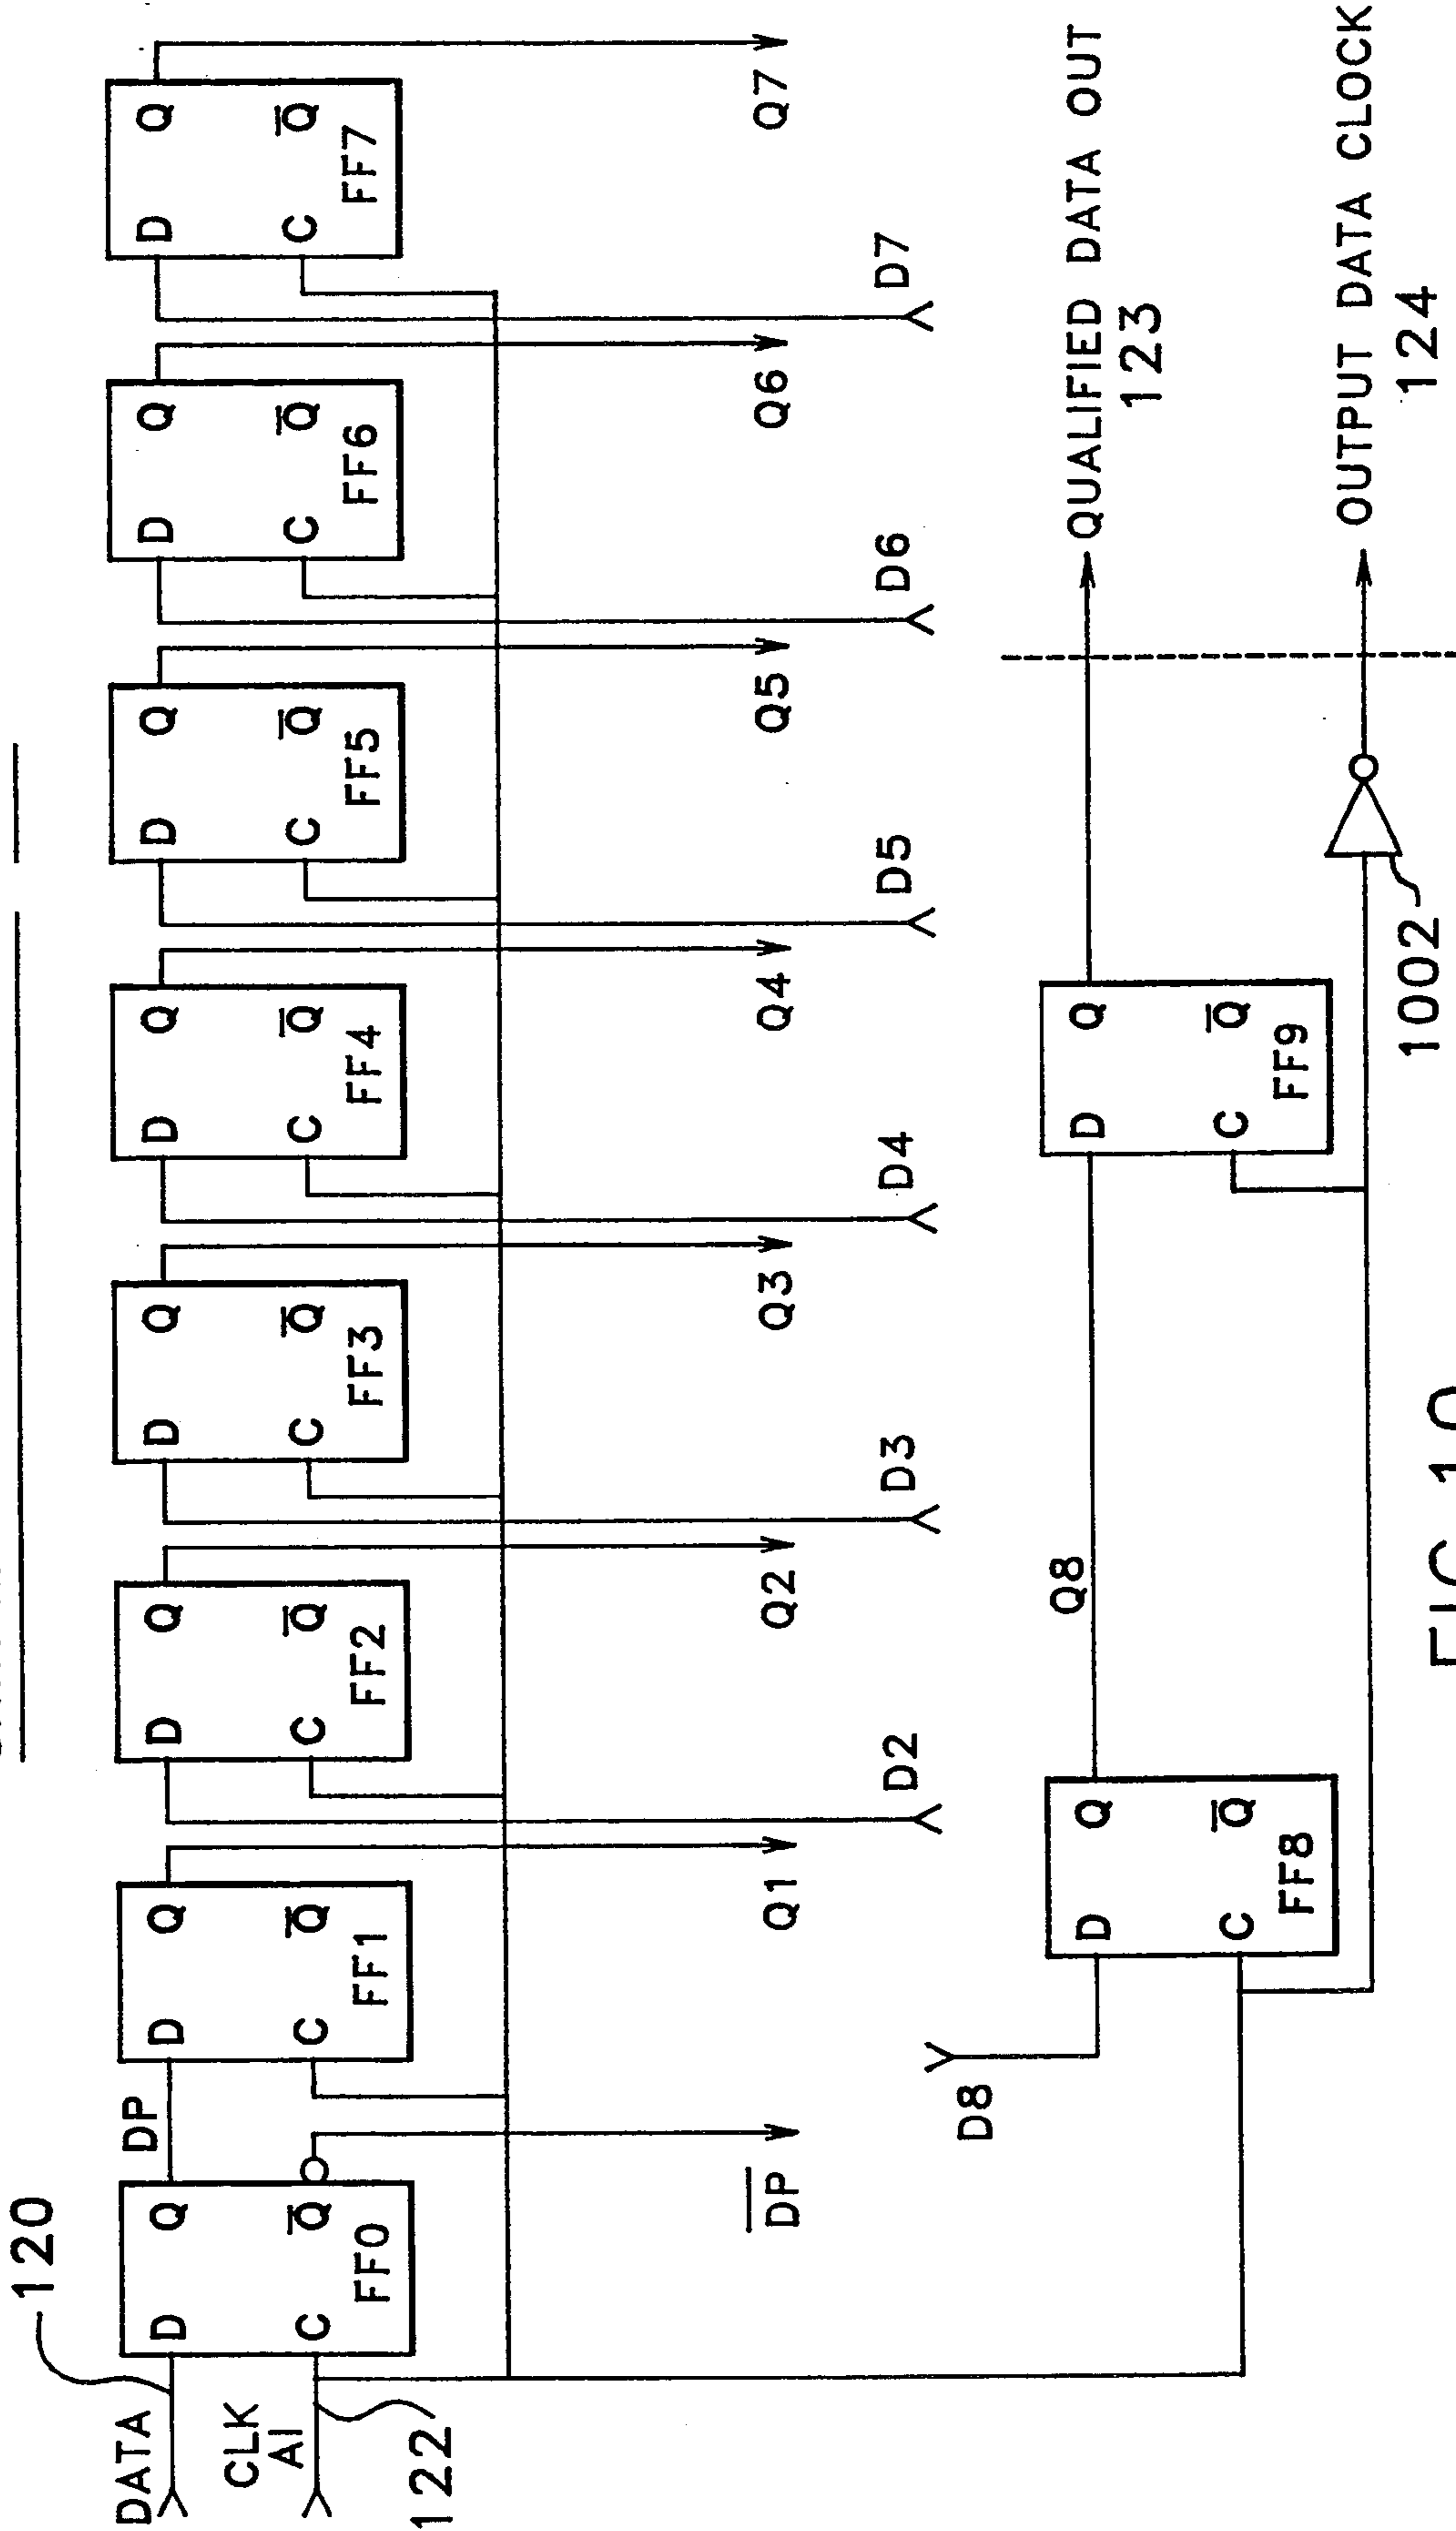 120
DATA
CLK
AI
122
D Q C Q̅ FF0
DP
D̅P̅
D Q C Q̅ FF1
Q1
D2
D Q C Q̅ FF2
Q2
D3
D Q C Q̅ FF3
Q3
D4
D Q C Q̅ FF4
Q4
D5
D Q C Q̅ FF5
Q5
D6
D Q C Q̅ FF6
Q6
D7
D Q C Q̅ FF7
Q7
D8
D Q C Q̅ FF8
Q8
D Q C Q̅ FF9
QUALIFIED DATA OUT
123
1002
OUTPUT DATA CLOCK
124